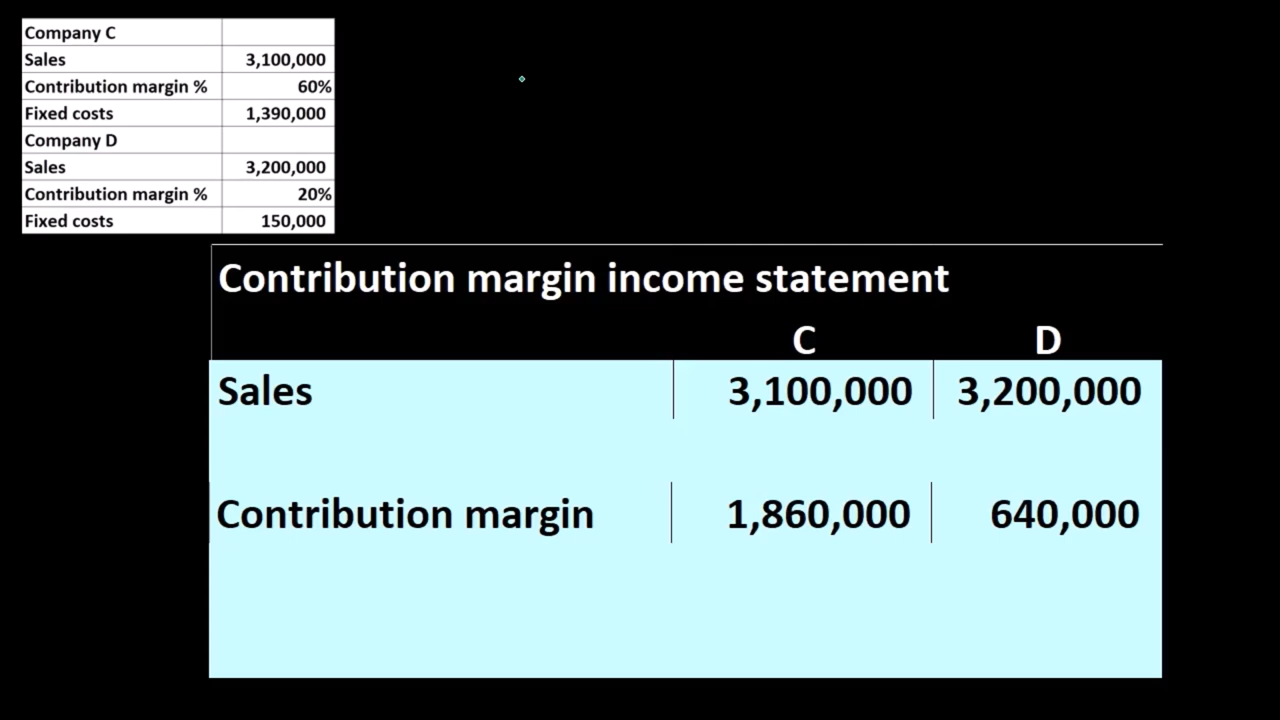 Company C
Sales 3,100,000
Contribution margin % 60%
Fixed costs 1,390,000
Company D
Sales 3,200,000
Contribution margin % 20%
Fixed costs 150,000
Contribution margin income statement
C D
Sales 3,100,000 3,200,000
Contribution margin 1,860,000 640,000